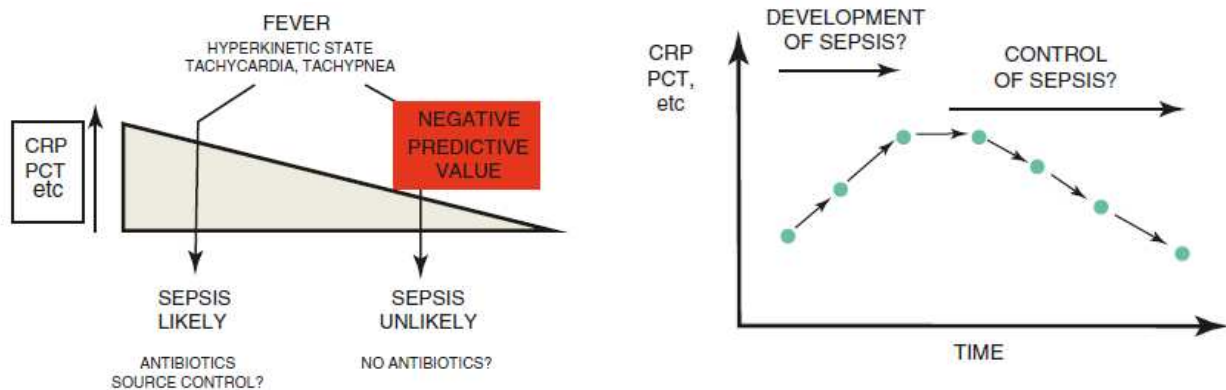 FEVER
HYPERKINETIC STATE
TACHYCARDIA, TACHYPNEA
CRP
PCT
etc
NEGATIVE
PREDICTIVE
VALUE
SEPSIS
LIKELY
SEPSIS
UNLIKELY
ANTIBIOTICS
SOURCE CONTROL?
NO ANTIBIOTICS?
CRP
PCT,
etc
DEVELOPMENT
OF SEPSIS?
CONTROL
OF SEPSIS?
TIME